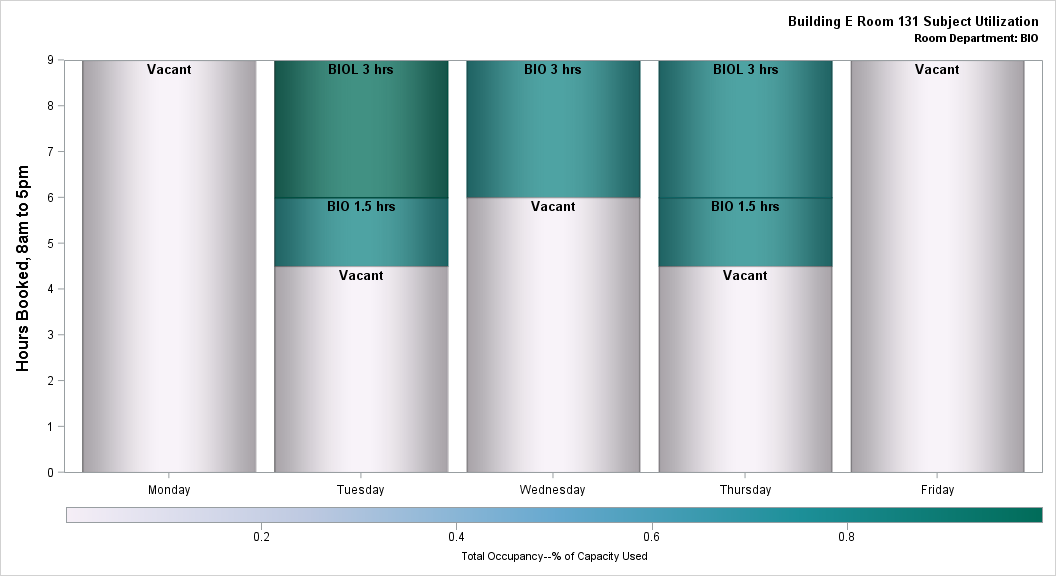 Building E Room 131 Subject Utilization
Room Department: BIO
Hours Booked, 8am to 5pm
9
8
7
6
5
4
3
2
1
0
Vacant
BIOL 3 hrs
BIO 3 hrs
BIOL 3 hrs
Vacant
BIO 1.5 hrs
Vacant
BIO 1.5 hrs
Vacant
Vacant
Monday
Tuesday
Wednesday
Thursday
Friday
0.2
0.4
0.6
0.8
Total Occupancy--% of Capacity Used